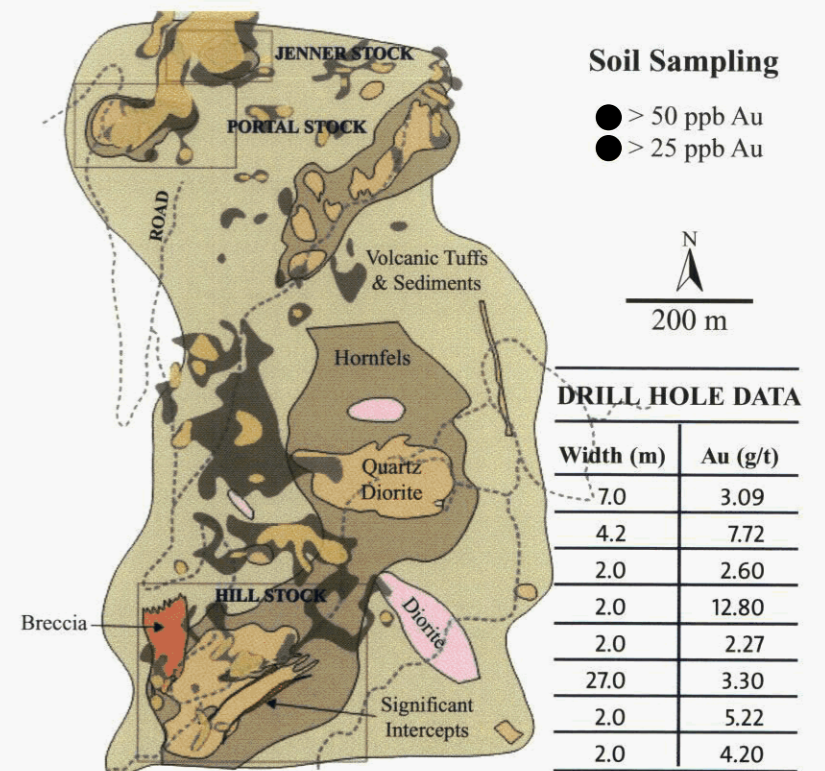 JENNER STOCK
PORTAL STOCK
ROAD
Volcanic Tuffs
& Sediments
Hornfels
Quartz
Diorite
HILL STOCK
Breccia
Diorite
Significant
Intercepts
Soil Sampling
> 50 ppb Au
> 25 ppb Au
N
200 m
DRILL HOLE DATA
Width (m) Au (g/t)
7.0 3.09
4.2 7.72
2.0 2.60
2.0 12.80
2.0 2.27
27.0 3.30
2.0 5.22
2.0 4.20